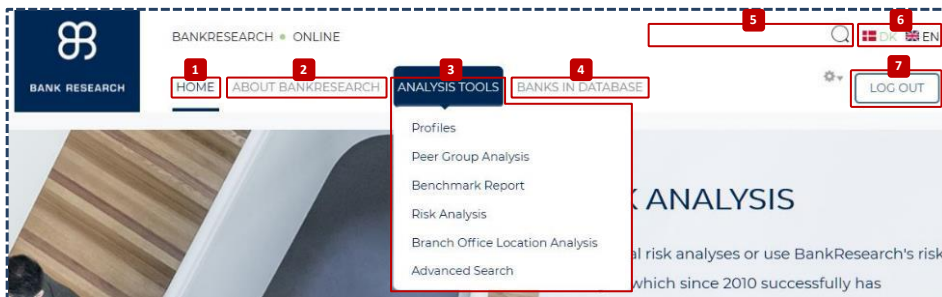 5
6
BANKRESEARCH • ONLINE
DK EN
1
2
3
4
7
BANK RESEARCH
HOME
ABOUT BANKRESEARCH
ANALYSIS TOOLS
BANKS IN DATABASE
LOG OUT
Profiles
Peer Group Analysis
Benchmark Report
Risk Analysis
Branch Office Location Analysis
Advanced Search
ANALYSIS
al risk analyses or use BankResearch's risk
which since 2010 successfully has